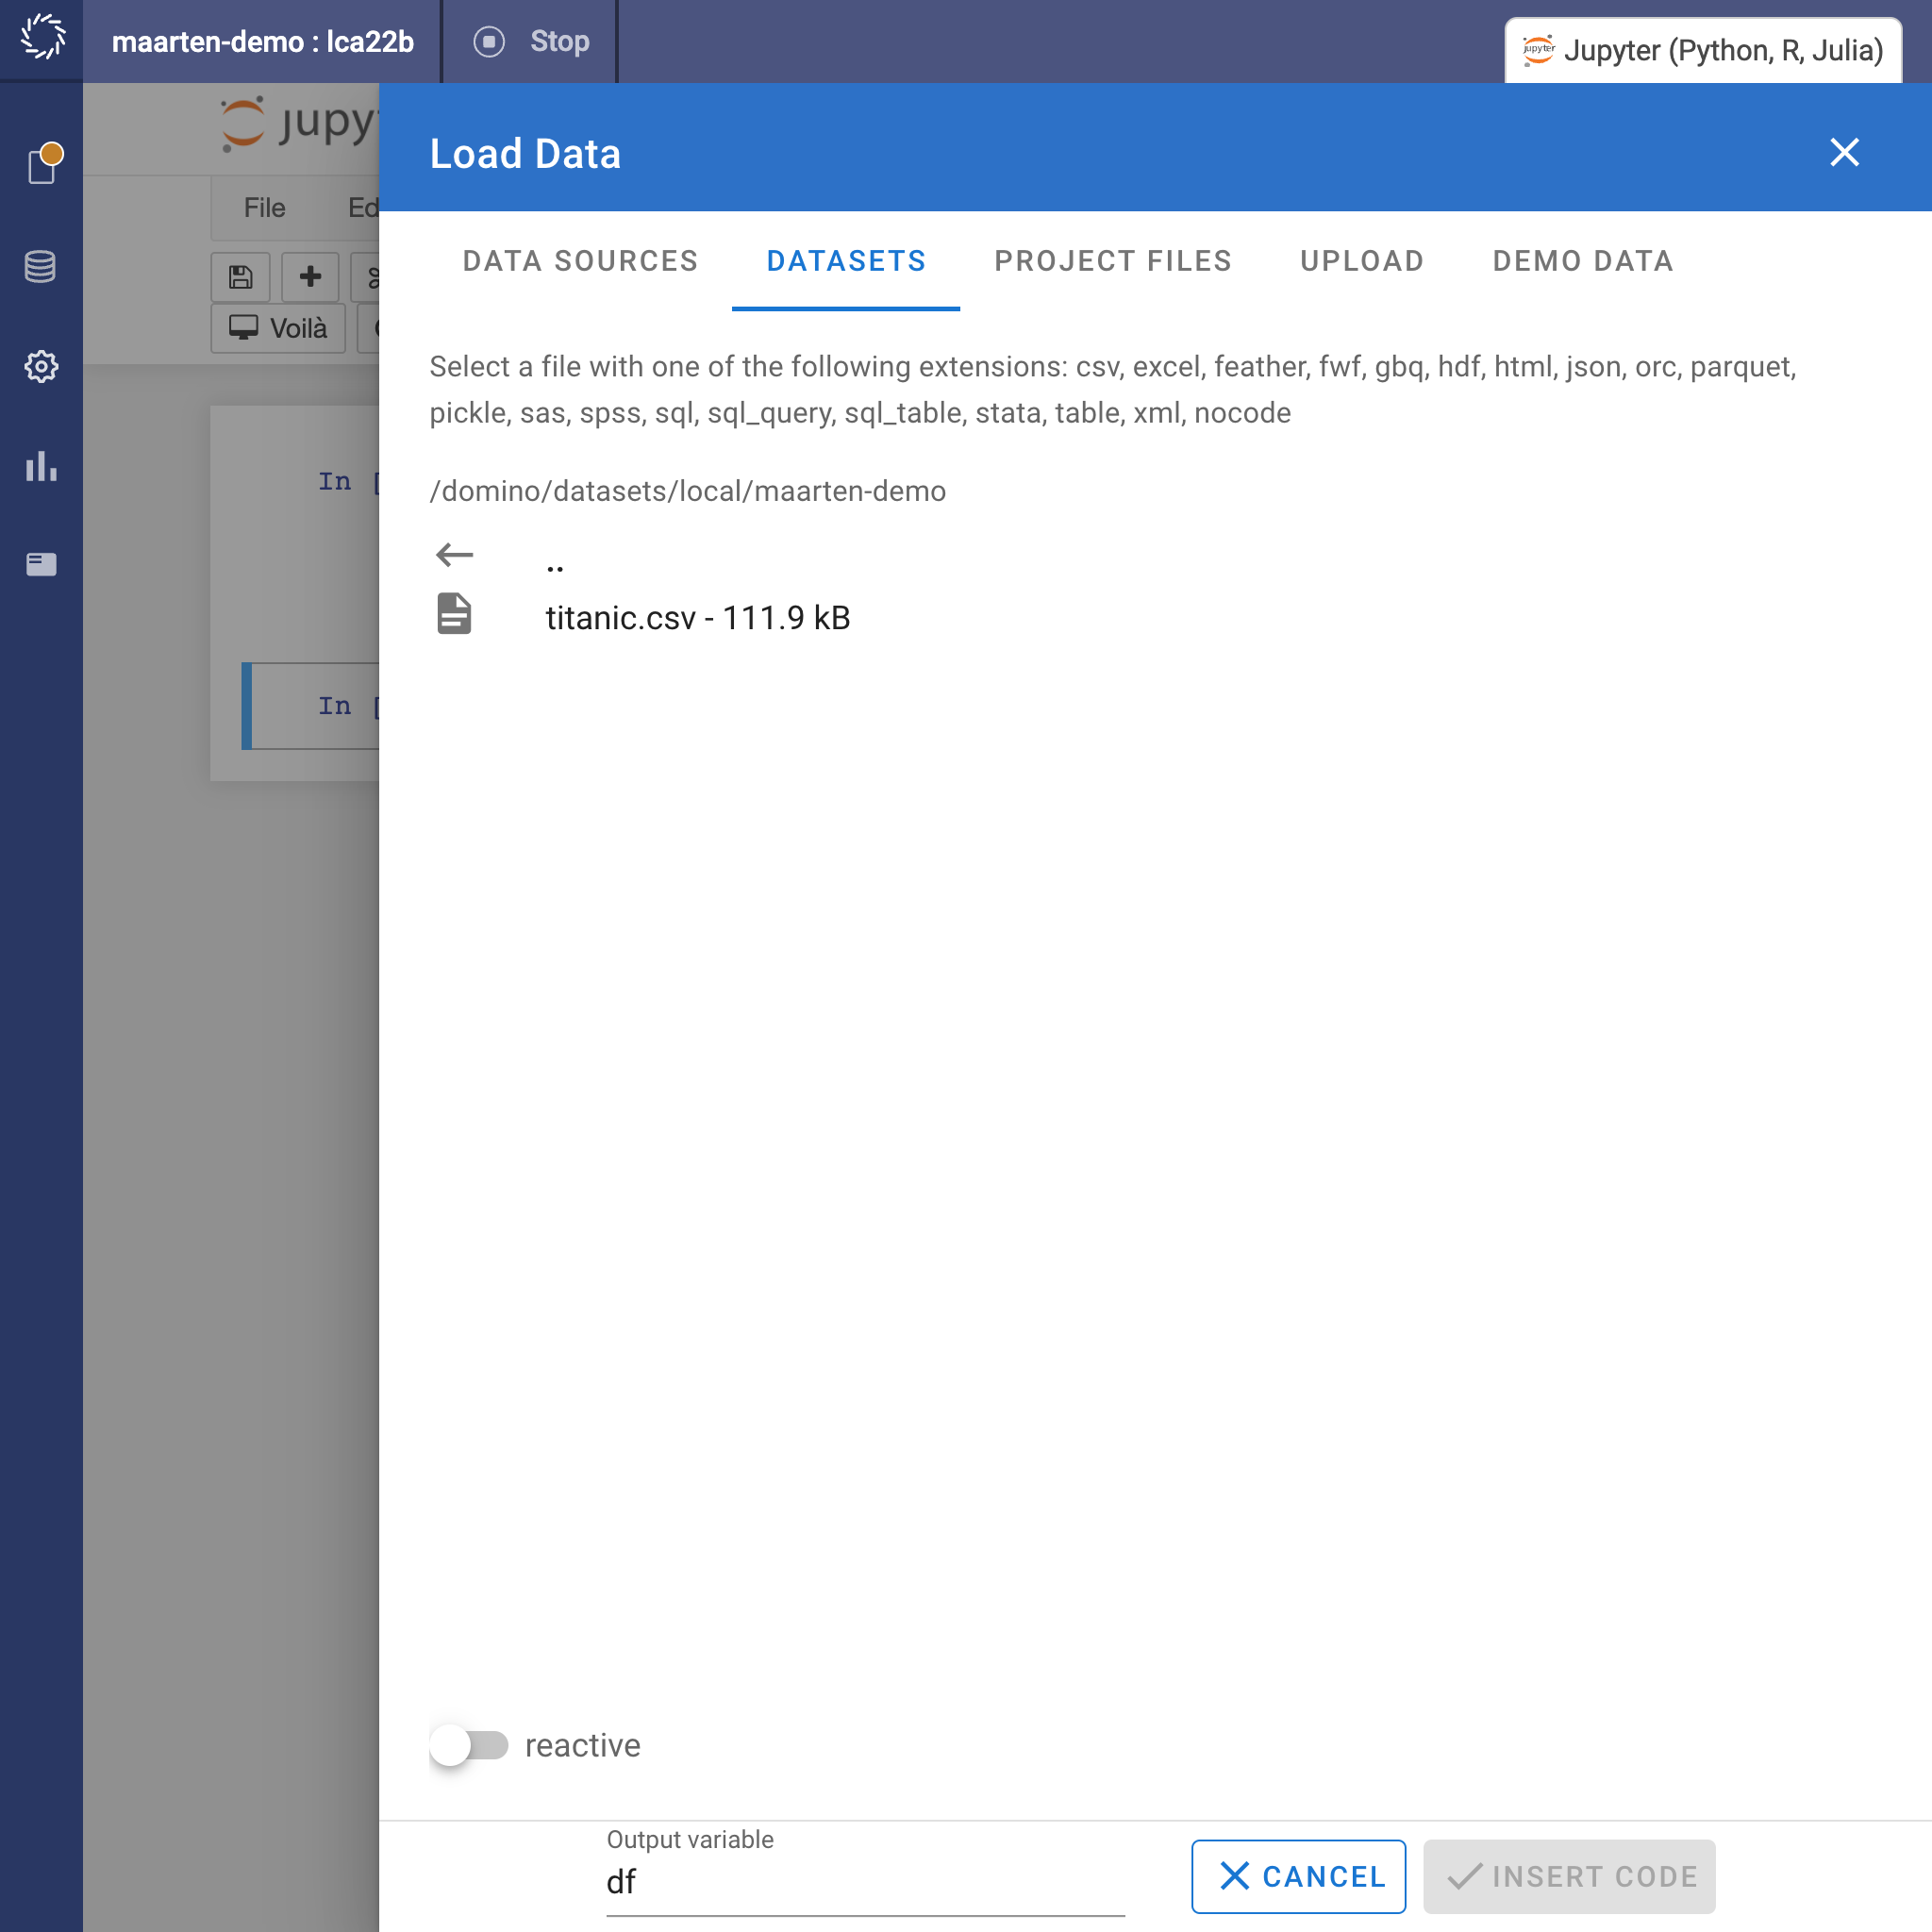 maarten-demo : lca22b
Stop
jupyter Jupyter (Python, R, Julia)
File
Voilà
In [
In [
Load Data
DATA SOURCES DATASETS PROJECT FILES UPLOAD DEMO DATA
Select a file with one of the following extensions: csv, excel, feather, fwf, gbq, hdf, html, json, orc, parquet,
pickle, sas, spss, sql, sql_query, sql_table, stata, table, xml, nocode
/domino/datasets/local/maarten-demo
..
titanic.csv - 111.9 kB
reactive
Output variable
df
CANCEL
INSERT CODE